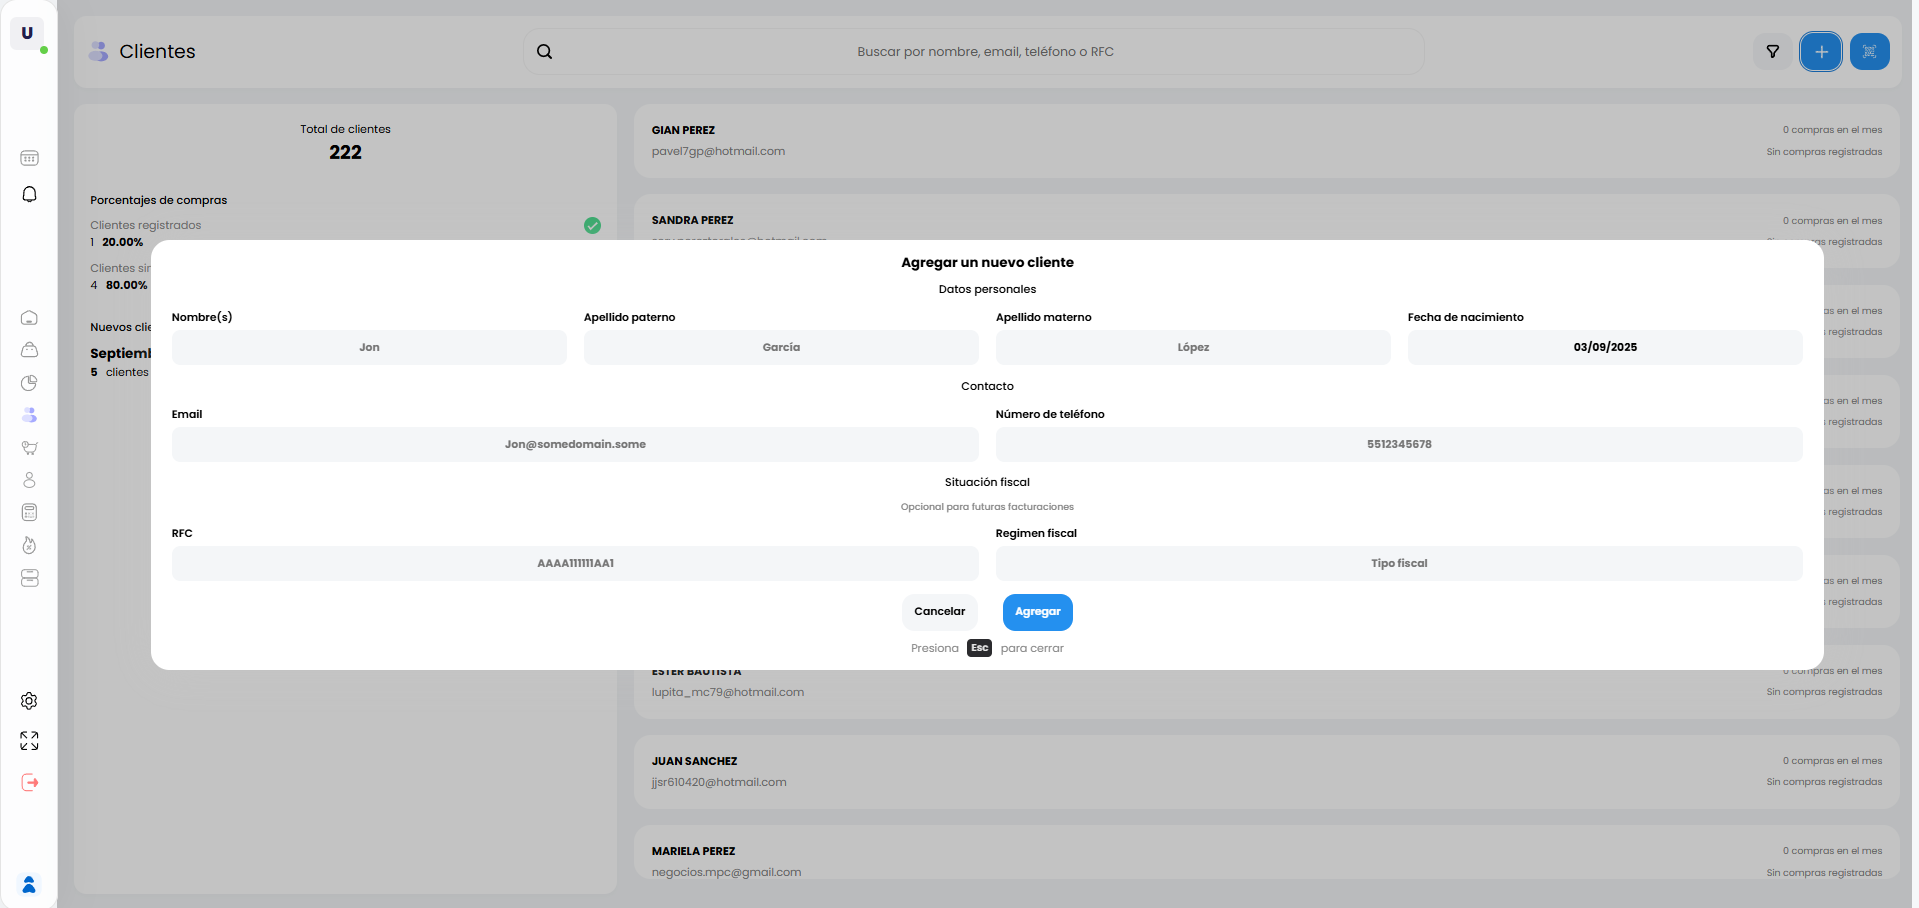 U
Clientes
Buscar por nombre, email, teléfono o RFC
Total de clientes
222
Porcentajes de compras
Clientes registrados
1 20.00%
Clientes sin
4 80.00%
Nuevos clie
Septiemb
5 clientes
GIAN PEREZ
pavel7gp@hotmail.com
0 compras en el mes
Sin compras registradas
SANDRA PEREZ
0 compras en el mes
Agregar un nuevo cliente
Datos personales
Nombre(s)
Apellido paterno
Apellido materno
Fecha de nacimiento
Jon
García
López
03/09/2025
Contacto
Email
Número de teléfono
Jon@somedomain.some
5512345678
Situación fiscal
Opcional para futuras facturaciones
RFC
Regimen fiscal
AAAA111111AA1
Tipo fiscal
Cancelar
Agregar
Presiona Esc para cerrar
as en el mes
registradas
as en el mes
registradas
as en el mes
registradas
as en el mes
registradas
ESTER BAUTISTA
lupita_mc79@hotmail.com
0 compras en el mes
Sin compras registradas
JUAN SANCHEZ
jjsr610420@hotmail.com
0 compras en el mes
Sin compras registradas
MARIELA PEREZ
negocios.mpc@gmail.com
0 compras en el mes
Sin compras registradas